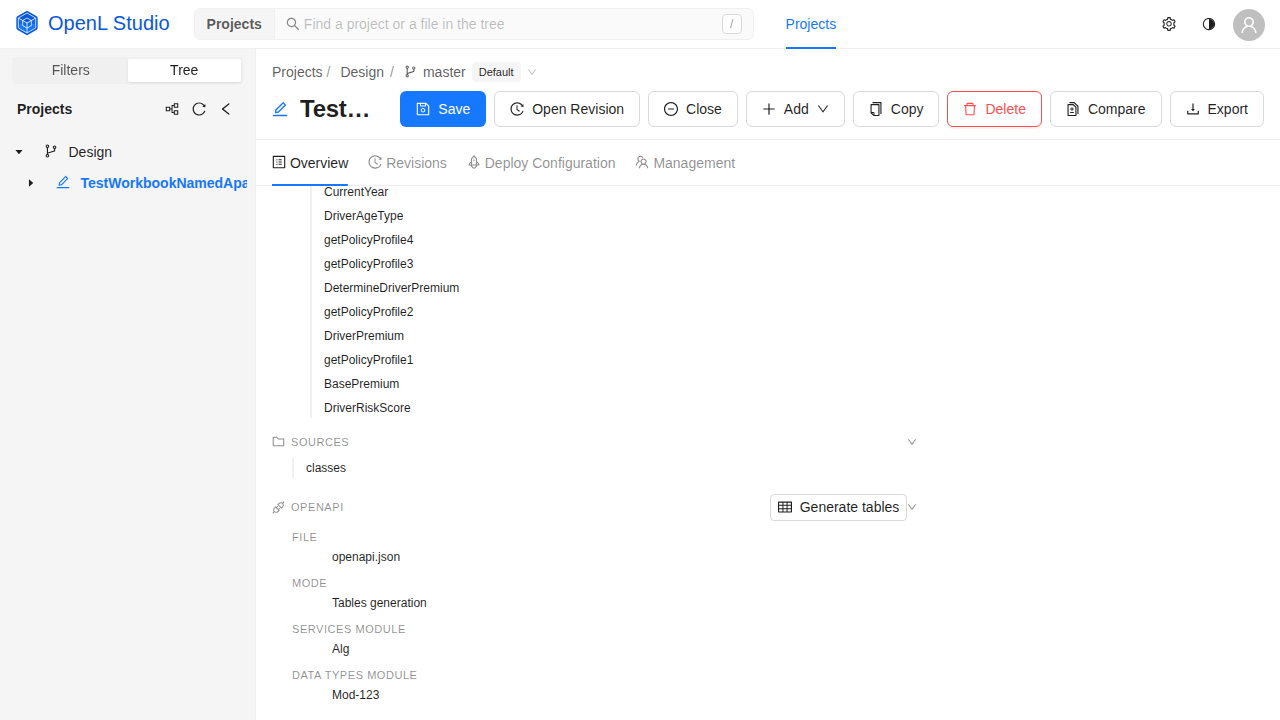 OpenL Studio
Projects
Find a project or a file in the tree
/
Projects
Filters
Tree
Projects
Design
TestWorkbookNamedApa
Projects / Design / master Default
Test…
Save
Open Revision
Close
Add
Copy
Delete
Compare
Export
Overview
Revisions
Deploy Configuration
Management
CurrentYear
DriverAgeType
getPolicyProfile4
getPolicyProfile3
DetermineDriverPremium
getPolicyProfile2
DriverPremium
getPolicyProfile1
BasePremium
DriverRiskScore
SOURCES
classes
OPENAPI
Generate tables
FILE
openapi.json
MODE
Tables generation
SERVICES MODULE
Alg
DATA TYPES MODULE
Mod-123